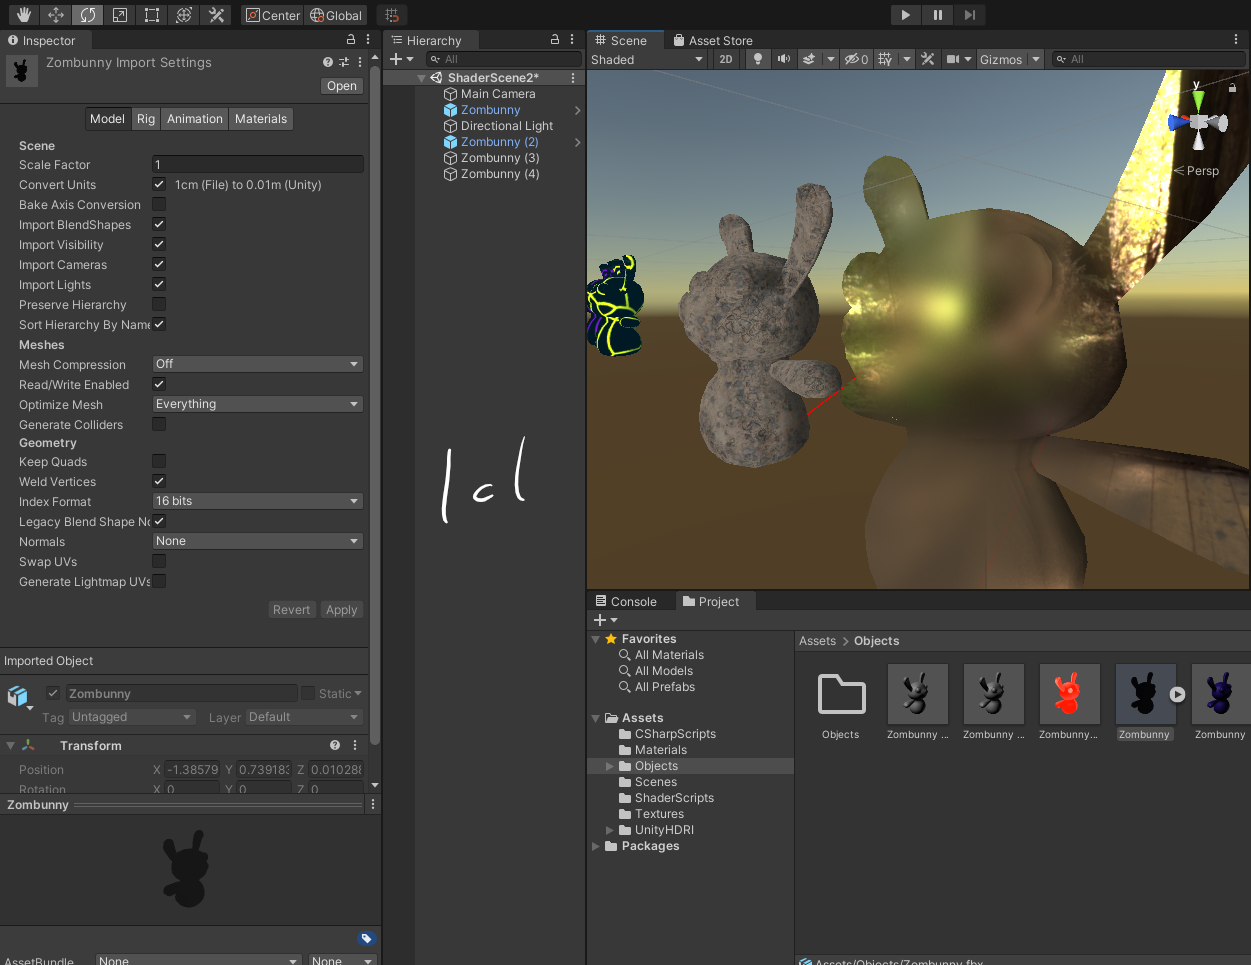 Center
Global
Inspector
Zombunny Import Settings
Open
Model
Rig
Animation
Materials
Scene
Scale Factor
1
Convert Units
1cm (File) to 0.01m (Unity)
Bake Axis Conversion
Import BlendShapes
Import Visibility
Import Cameras
Import Lights
Preserve Hierarchy
Sort Hierarchy By Name
Meshes
Mesh Compression
Off
Read/Write Enabled
Optimize Mesh
Everything
Generate Colliders
Geometry
Keep Quads
Weld Vertices
Index Format
16 bits
Legacy Blend Shape No
Normals
None
Swap UVs
Generate Lightmap UVs
Revert
Apply
Imported Object
Zombunny
Static
Tag
Untagged
Layer
Default
Transform
Position
X -1.38579
Y 0.739183
Z 0.010288
Rotation
X 0
Y 0
Z 0
Zombunny
AssetBundle
None
None
Hierarchy
All
ShaderScene2*
Main Camera
Zombunny
Directional Light
Zombunny (2)
Zombunny (3)
Zombunny (4)
Scene
Asset Store
Shaded
2D
0
Gizmos
All
y
Persp
Console
Project
Favorites
All Materials
All Models
All Prefabs
Assets
CSharpScripts
Materials
Objects
Scenes
ShaderScripts
Textures
UnityHDRI
Packages
Assets > Objects
Objects
Zombunny ...
Zombunny ...
Zombunny...
Zombunny
Zombunny
Assets/Objects/Zombunny.fbx